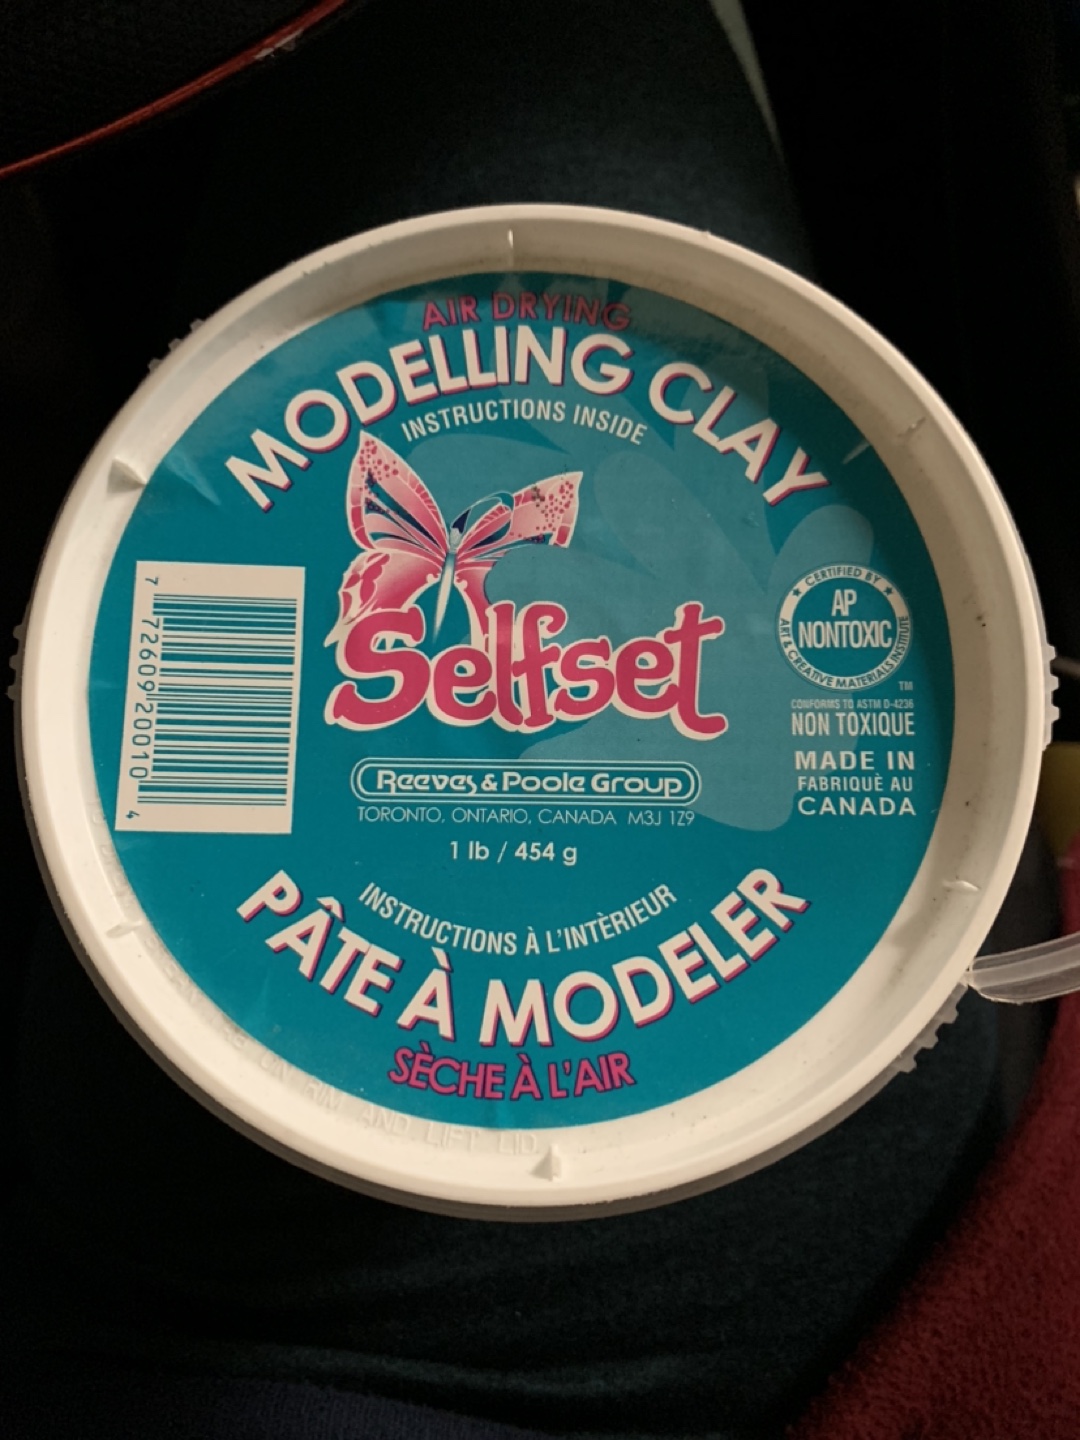 AIR DRYING
MODELLING CLAY
INSTRUCTIONS INSIDE
7 72609 20010 4
Selfset
CERTIFIED BY
AP
NONTOXIC
ART & CREATIVE MATERIALS INSTITUTE
TM
CONFORMS TO ASTM D-4236
NON TOXIQUE
MADE IN
FABRIQUÈ AU
CANADA
Reeves & Poole Group
TORONTO, ONTARIO, CANADA M3J 1Z9
1 lb / 454 g
INSTRUCTIONS À L'INTÈRIEUR
PÂTE À MODELER
SÈCHE À L'AIR
ON RIM AND LIFT LID.